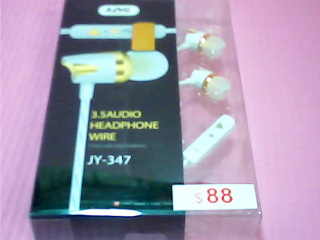 3.5AUDIO
HEADPHONE
WIRE
JY-347
$88